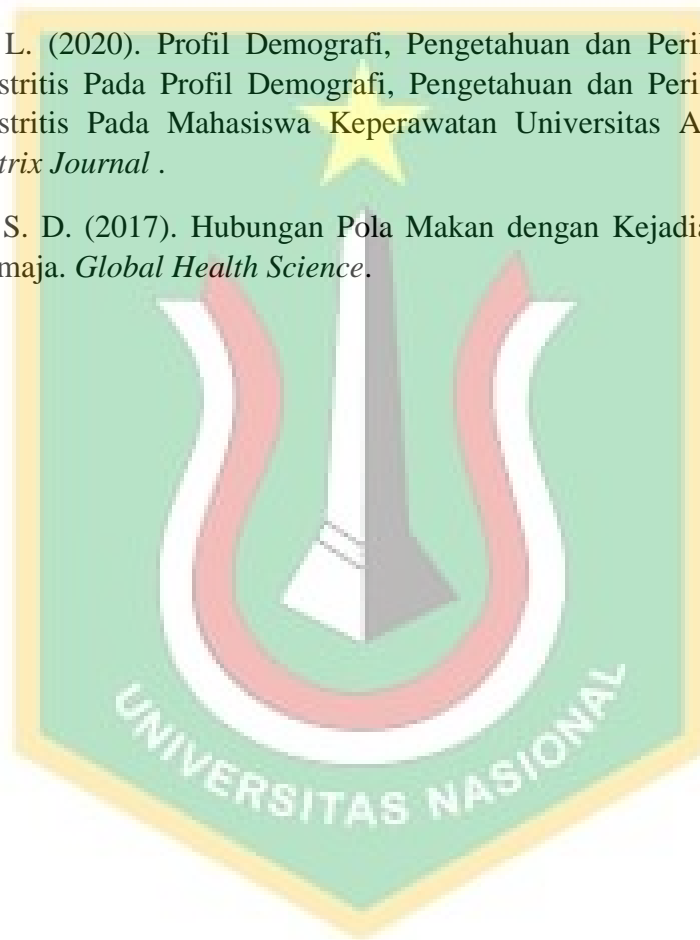 L. (2020). Profil Demografi, Pengetahuan dan Peri
stritis Pada Profil Demografi, Pengetahuan dan Peri
stritis Pada Mahasiswa Keperawatan Universitas A
trix Journal .
S. D. (2017). Hubungan Pola Makan dengan Kejadi
maja. Global Health Science.
UNIVERSITAS NASIONAL